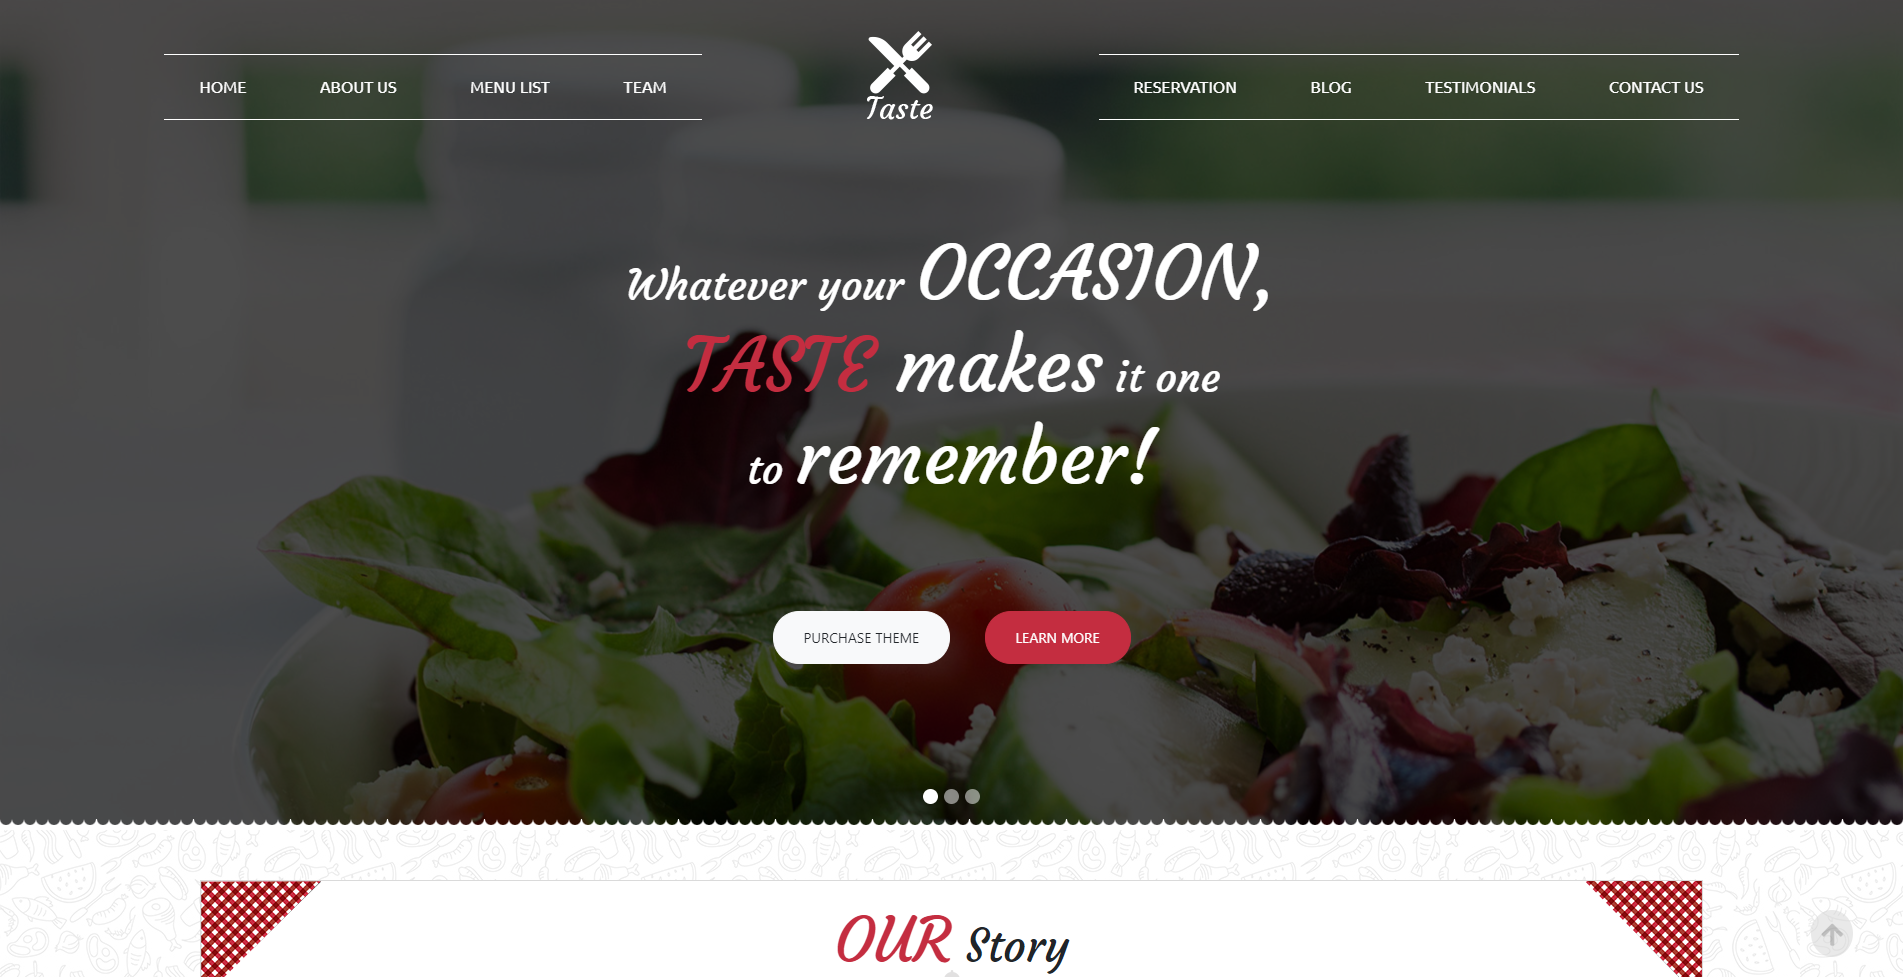 HOME ABOUT US MENU LIST TEAM
Taste
RESERVATION BLOG TESTIMONIALS CONTACT US
Whatever your OCCASION,
TASTE makes it one
to remember!
PURCHASE THEME
LEARN MORE
OUR Story